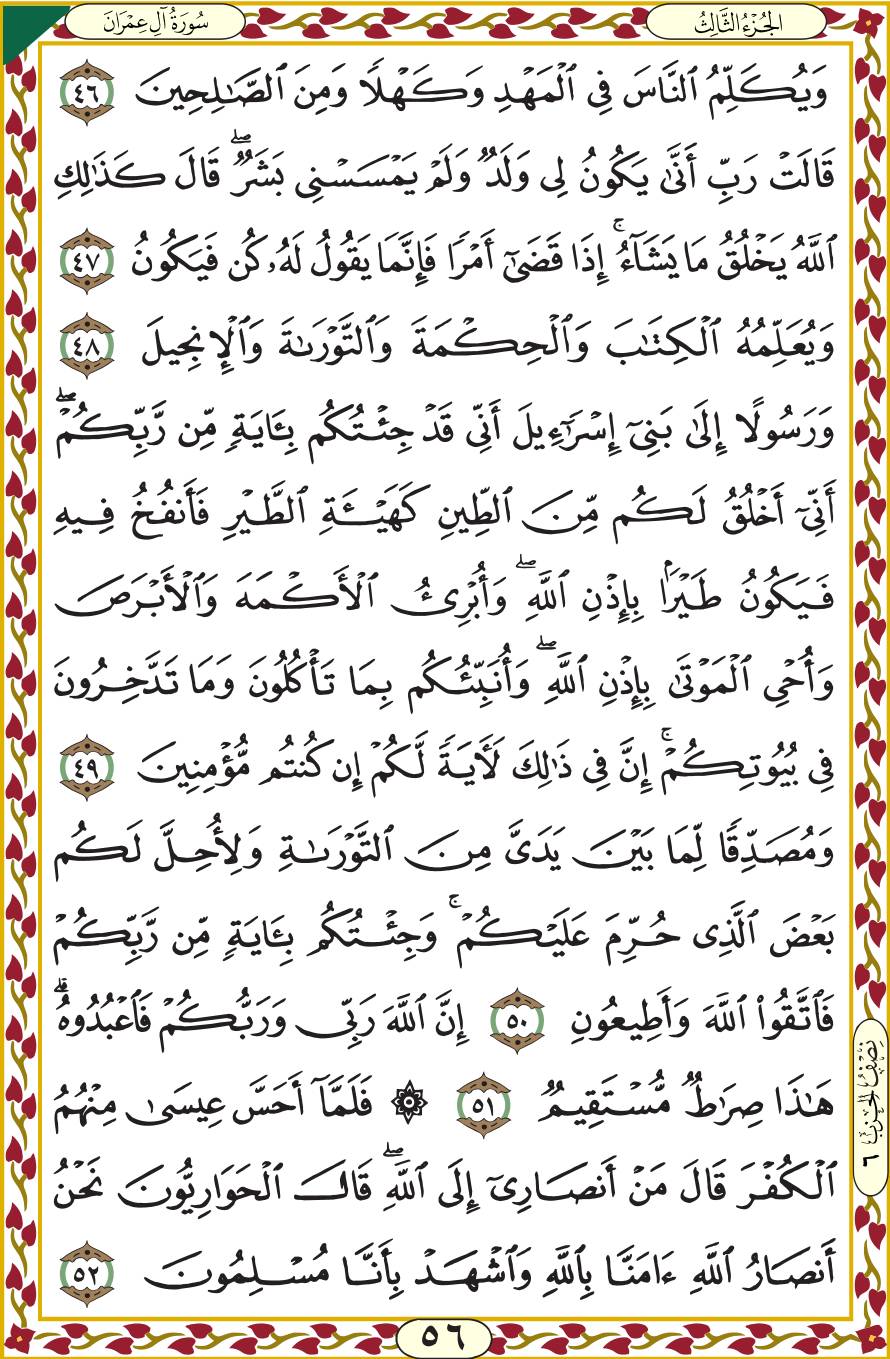 الجُزْءُ الثَّالِثُ
سُورَةُ آلِ عِمْرَانَ
وَيُكَلِّمُ ٱلنَّاسَ فِى ٱلْمَهْدِ وَكَهْلًا وَمِنَ ٱلصَّٰلِحِينَ ٤٦
قَالَتْ رَبِّ أَنَّىٰ يَكُونُ لِى وَلَدٌ وَلَمْ يَمْسَسْنِى بَشَرٌ ۖ قَالَ كَذَٰلِكِ
ٱللَّهُ يَخْلُقُ مَا يَشَآءُ ۚ إِذَا قَضَىٰٓ أَمْرًا فَإِنَّمَا يَقُولُ لَهُۥ كُن فَيَكُونُ ٤٧
وَيُعَلِّمُهُ ٱلْكِتَٰبَ وَٱلْحِكْمَةَ وَٱلتَّوْرَىٰةَ وَٱلْإِنجِيلَ ٤٨
وَرَسُولًا إِلَىٰ بَنِىٓ إِسْرَٰٓءِيلَ أَنِّى قَدْ جِئْتُكُم بِـَٔايَةٍ مِّن رَّبِّكُمْ ۖ
أَنِّىٓ أَخْلُقُ لَكُم مِّنَ ٱلطِّينِ كَهَيْـَٔةِ ٱلطَّيْرِ فَأَنفُخُ فِيهِ
فَيَكُونُ طَيْرًۢا بِإِذْنِ ٱللَّهِ ۖ وَأُبْرِئُ ٱلْأَكْمَهَ وَٱلْأَبْرَصَ
وَأُحْىِ ٱلْمَوْتَىٰ بِإِذْنِ ٱللَّهِ ۖ وَأُنَبِّئُكُم بِمَا تَأْكُلُونَ وَمَا تَدَّخِرُونَ
فِى بُيُوتِكُمْ ۚ إِنَّ فِى ذَٰلِكَ لَـَٔايَةً لَّكُمْ إِن كُنتُم مُّؤْمِنِينَ ٤٩
وَمُصَدِّقًا لِّمَا بَيْنَ يَدَىَّ مِنَ ٱلتَّوْرَىٰةِ وَلِأُحِلَّ لَكُم
بَعْضَ ٱلَّذِى حُرِّمَ عَلَيْكُمْ ۚ وَجِئْتُكُم بِـَٔايَةٍ مِّن رَّبِّكُمْ
فَٱتَّقُوا۟ ٱللَّهَ وَأَطِيعُونِ ٥٠ إِنَّ ٱللَّهَ رَبِّى وَرَبُّكُمْ فَٱعْبُدُوهُ ۗ
هَٰذَا صِرَٰطٌ مُّسْتَقِيمٌ ٥١ ۞ فَلَمَّآ أَحَسَّ عِيسَىٰ مِنْهُمُ
ٱلْكُفْرَ قَالَ مَنْ أَنصَارِىٓ إِلَى ٱللَّهِ ۖ قَالَ ٱلْحَوَارِيُّونَ نَحْنُ
أَنصَارُ ٱللَّهِ ءَامَنَّا بِٱللَّهِ وَٱشْهَدْ بِأَنَّا مُسْلِمُونَ ٥٢
نِصْفُ الحِزْبِ ٦
٥٦